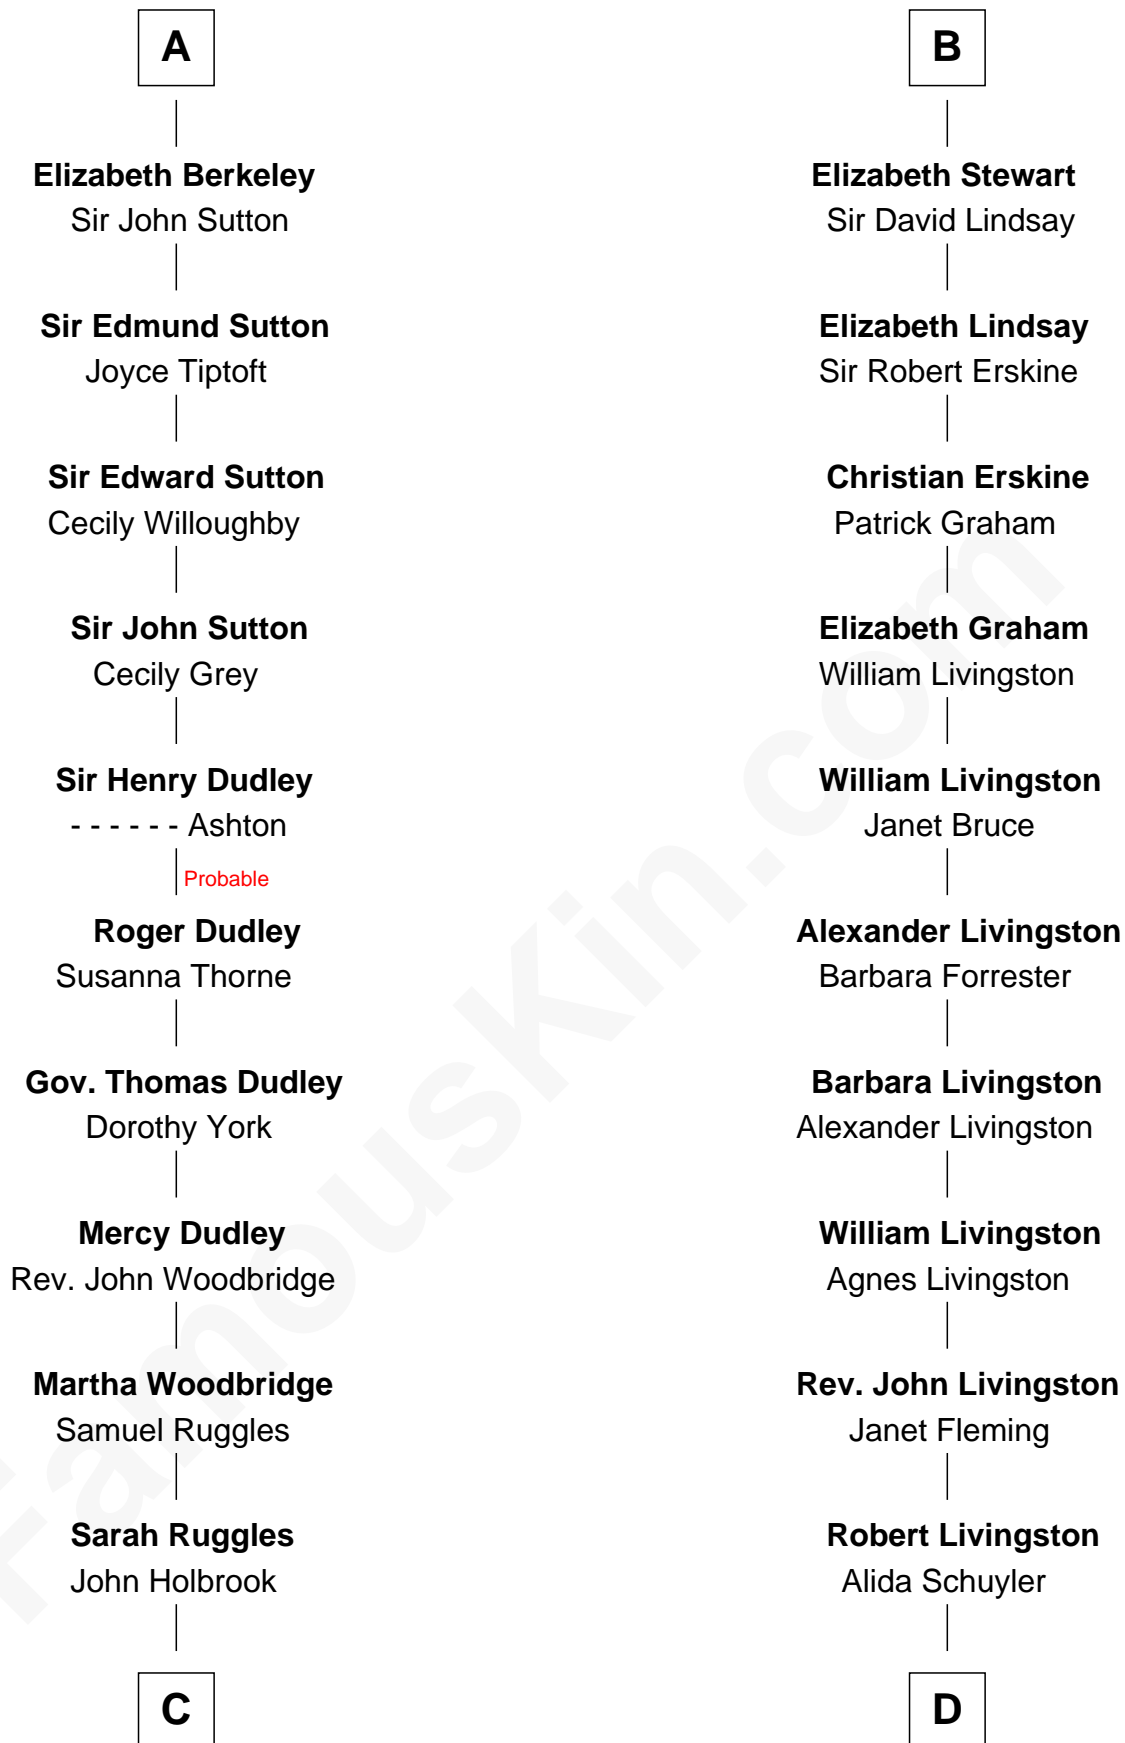 A
Elizabeth Berkeley
Sir John Sutton
Sir Edmund Sutton
Joyce Tiptoft
Sir Edward Sutton
Cecily Willoughby
Sir John Sutton
Cecily Grey
Sir Henry Dudley
- - - - - - Ashton
Probable
Roger Dudley
Susanna Thorne
Gov. Thomas Dudley
Dorothy York
Mercy Dudley
Rev. John Woodbridge
Martha Woodbridge
Samuel Ruggles
Sarah Ruggles
John Holbrook
C
B
Elizabeth Stewart
Sir David Lindsay
Elizabeth Lindsay
Sir Robert Erskine
Christian Erskine
Patrick Graham
Elizabeth Graham
William Livingston
William Livingston
Janet Bruce
Alexander Livingston
Barbara Forrester
Barbara Livingston
Alexander Livingston
William Livingston
Agnes Livingston
Rev. John Livingston
Janet Fleming
Robert Livingston
Alida Schuyler
D
FamousKin.com